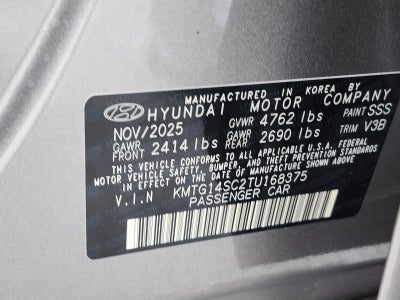 MANUFACTURED IN KOREA BY
HYUNDAI MOTOR COMPANY
NOV/2025 GVWR 4762 lbs PAINT SSS
GAWR FRONT 2414 lbs GAWR REAR 2690 lbs TRIM V3B
THIS VEHICLE CONFORMS TO ALL APPLICABLE U.S.A. FEDERAL
MOTOR VEHICLE SAFETY, BUMPER, AND THEFT PREVENTION STANDARDS
IN EFFECT ON THE DATE OF MANUFACTURE SHOWN ABOVE.
V.I.N KMTG14SC2TU168375
PASSENGER CAR